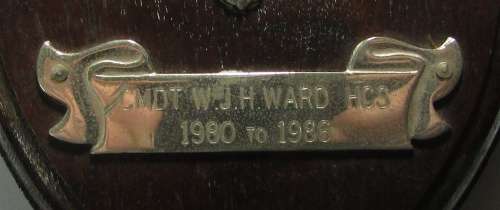 CMDT W J H WARD HCS
1980 TO 1986